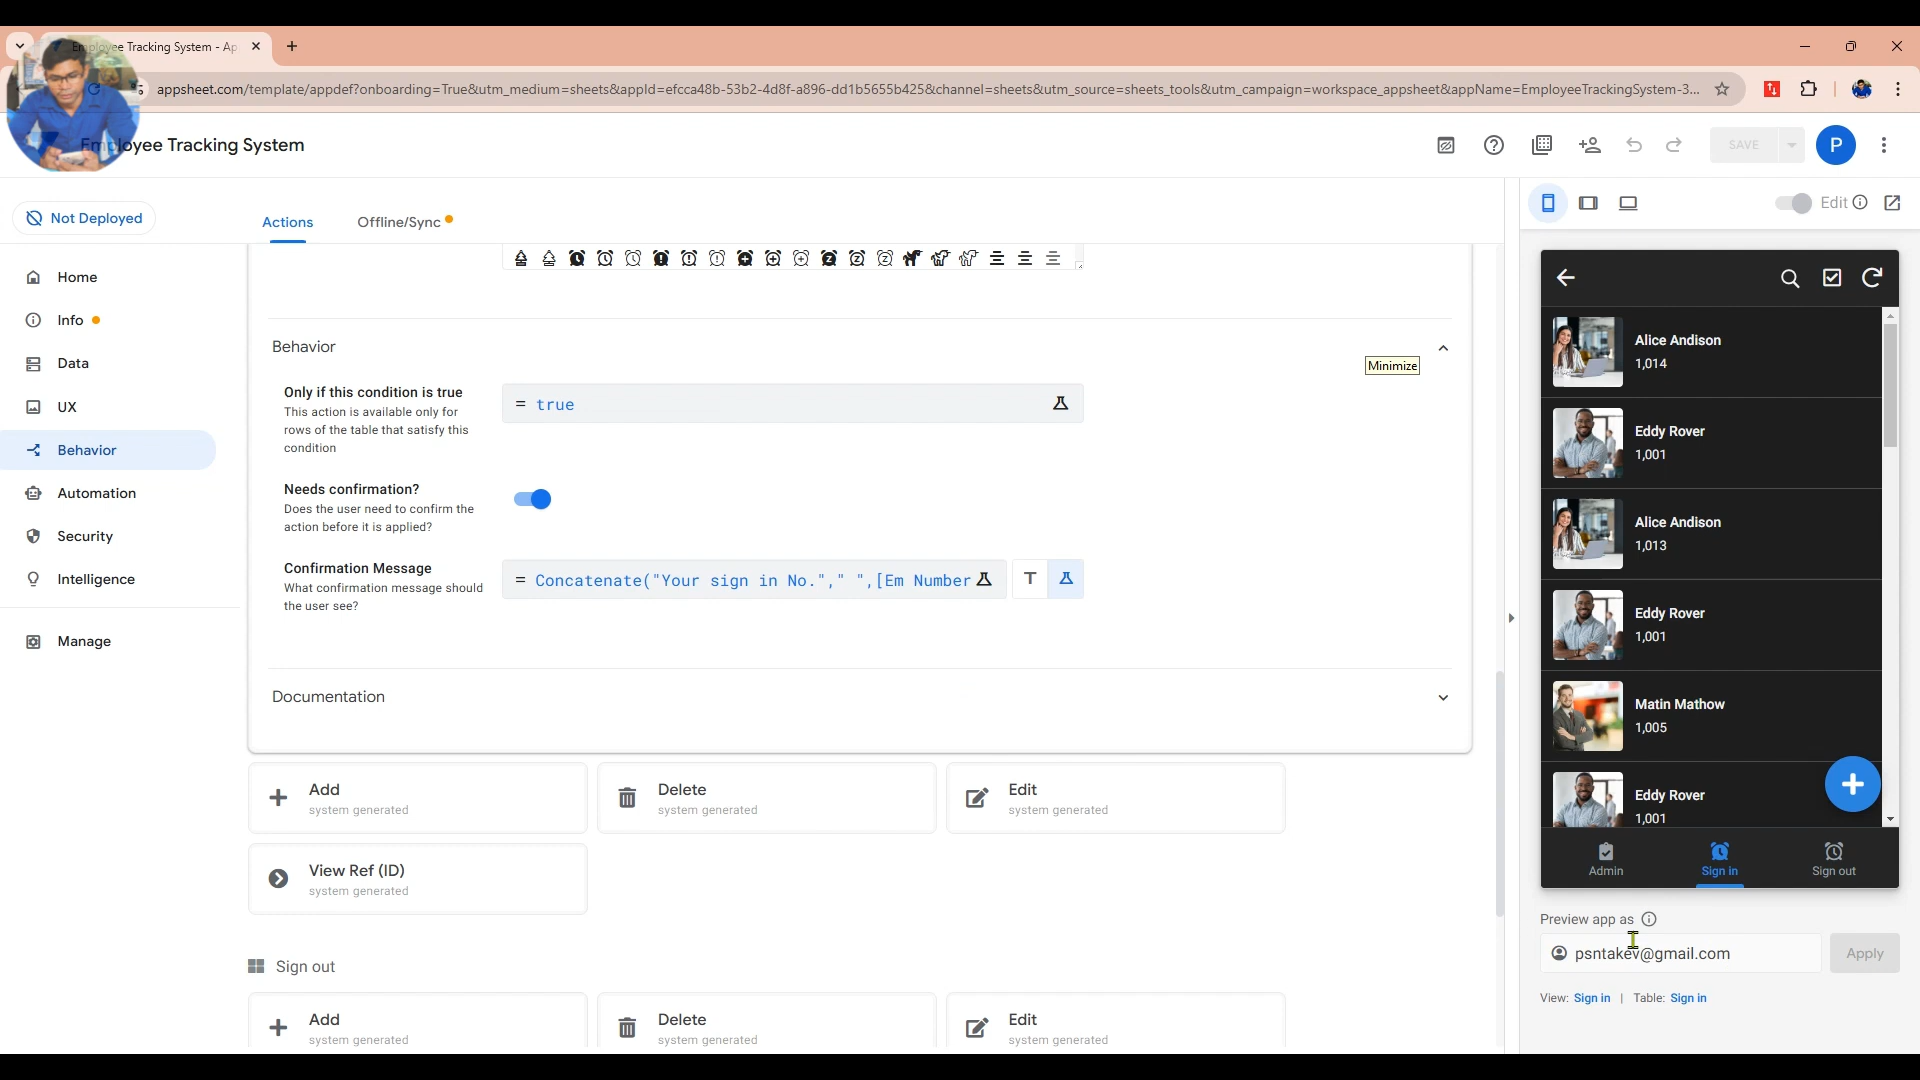 Employee Tracking System - Ap
appsheet.com/template/appdef?onboarding=True&utm_medium=sheets&appId=efcca48b-53b2-4d8f-a896-dd1b5655b425&channel=sheets&utm_source=sheets_tools&utm_campaign=workspace_appsheet&appName=EmployeeTrackingSystem-3...
Employee Tracking System
SAVE
P
Not Deployed
Actions
Offline/Sync
Edit
Home
Info
Data
UX
Behavior
Automation
Security
Intelligence
Manage
Behavior
Minimize
Only if this condition is true
This action is available only for
rows of the table that satisfy this
condition
= true
Needs confirmation?
Does the user need to confirm the
action before it is applied?
Confirmation Message
What confirmation message should
the user see?
= Concatenate("Your sign in No."," ",[Em Number
T
Documentation
Add
system generated
Delete
system generated
Edit
system generated
View Ref (ID)
system generated
Sign out
Add
system generated
Delete
system generated
Edit
system generated
Alice Andison
1,014
Eddy Rover
1,001
Alice Andison
1,013
Eddy Rover
1,001
Matin Mathow
1,005
Eddy Rover
1,001
Admin
Sign in
Sign out
Preview app as
psntakev@gmail.com
Apply
View: Sign in | Table: Sign in